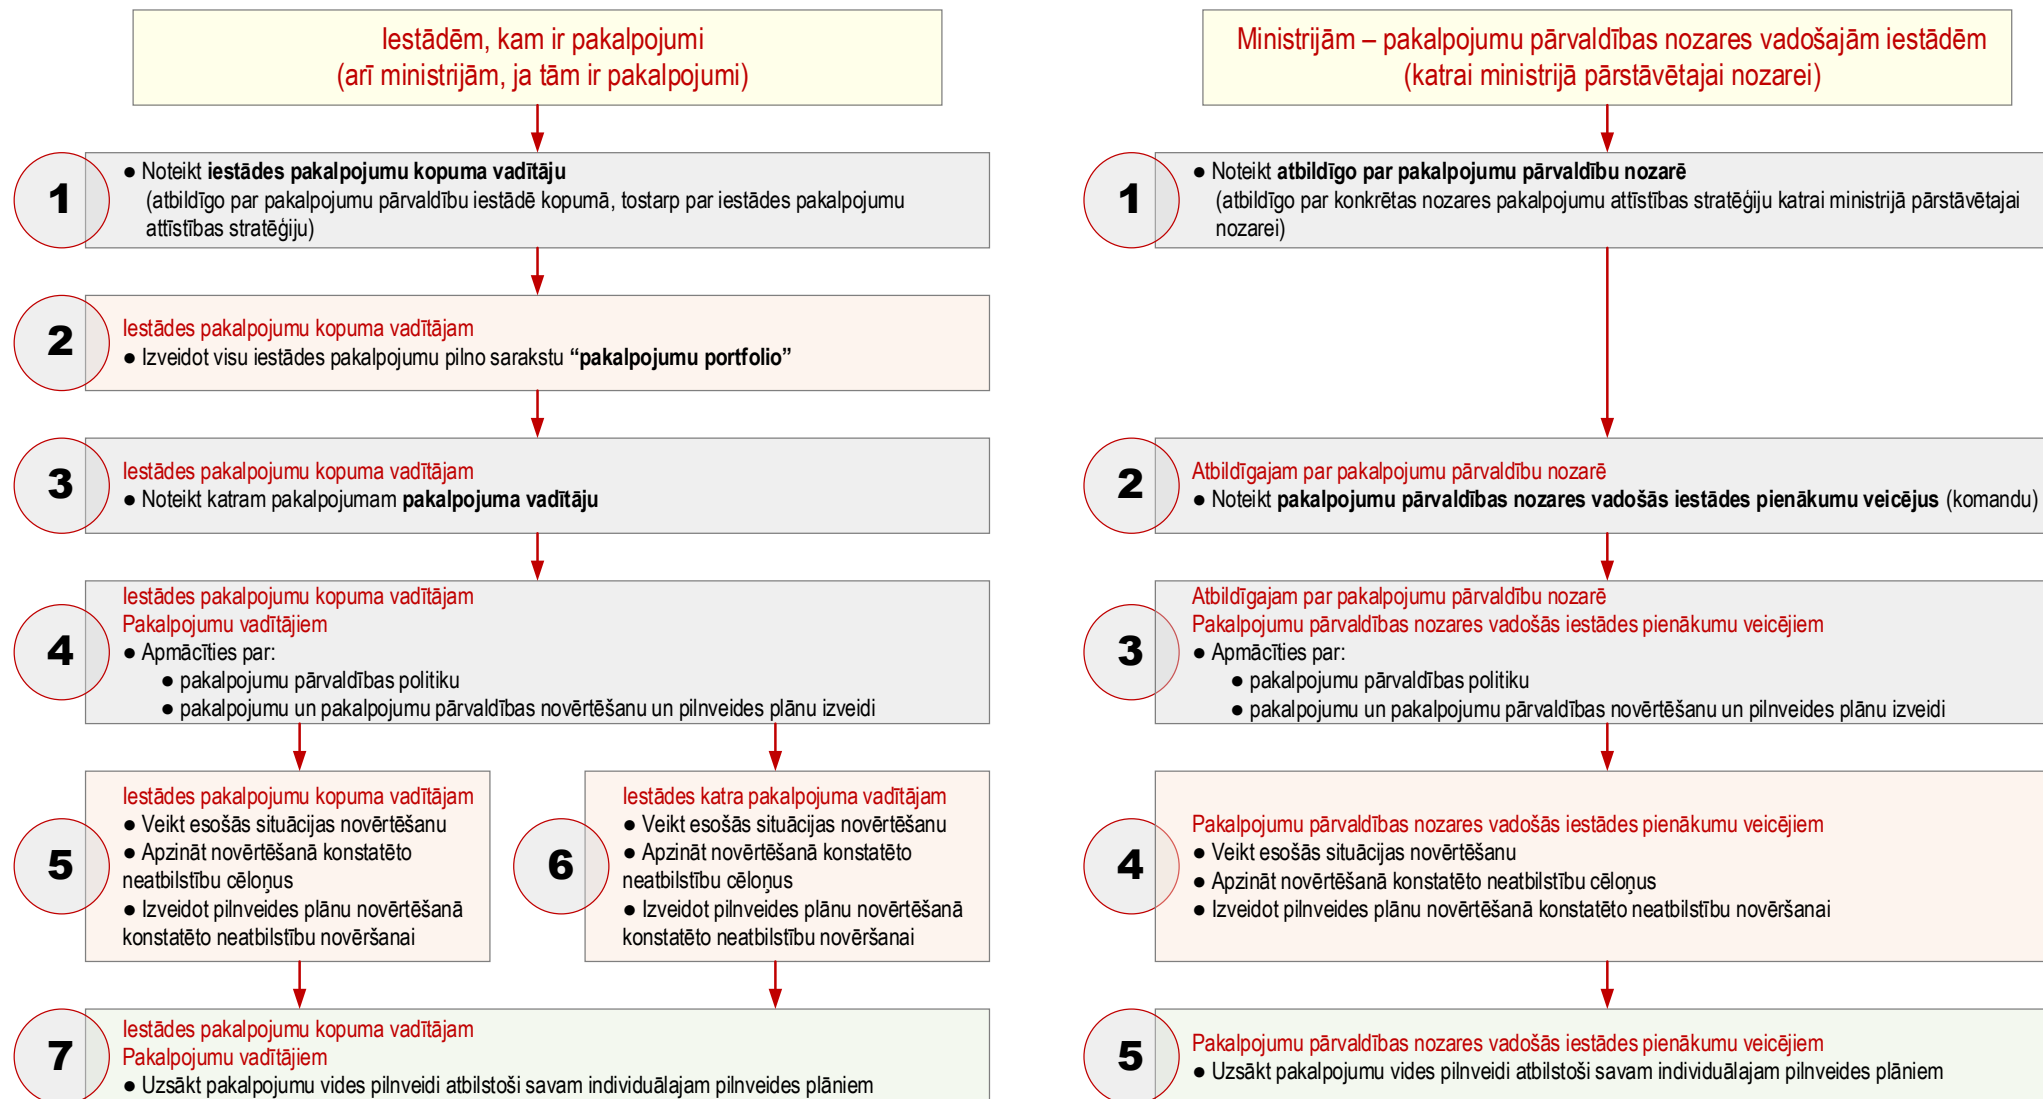 Iestādēm, kam ir pakalpojumi
(arī ministrijām, ja tām ir pakalpojumi)
1
● Noteikt iestādes pakalpojumu kopuma vadītāju
(atbildīgo par pakalpojumu pārvaldību iestādē kopumā, tostarp par iestādes pakalpojumu
attīstības stratēģiju)
2
Iestādes pakalpojumu kopuma vadītājam
● Izveidot visu iestādes pakalpojumu pilno sarakstu “pakalpojumu portfolio”
3
Iestādes pakalpojumu kopuma vadītājam
● Noteikt katram pakalpojumam pakalpojuma vadītāju
4
Iestādes pakalpojumu kopuma vadītājam
Pakalpojumu vadītājiem
● Apmācīties par:
● pakalpojumu pārvaldības politiku
● pakalpojumu un pakalpojumu pārvaldības novērtēšanu un pilnveides plānu izveidi
5
Iestādes pakalpojumu kopuma vadītājam
● Veikt esošās situācijas novērtēšanu
● Apzināt novērtēšanā konstatēto
neatbilstību cēloņus
● Izveidot pilnveides plānu novērtēšanā
konstatēto neatbilstību novēršanai
6
Iestādes katra pakalpojuma vadītājam
● Veikt esošās situācijas novērtēšanu
● Apzināt novērtēšanā konstatēto
neatbilstību cēloņus
● Izveidot pilnveides plānu novērtēšanā
konstatēto neatbilstību novēršanai
7
Iestādes pakalpojumu kopuma vadītājam
Pakalpojumu vadītājiem
● Uzsākt pakalpojumu vides pilnveidi atbilstoši savam individuālajam pilnveides plāniem
Ministrijām – pakalpojumu pārvaldības nozares vadošajām iestādēm
(katrai ministrijā pārstāvētajai nozarei)
1
● Noteikt atbildīgo par pakalpojumu pārvaldību nozarē
(atbildīgo par konkrētas nozares pakalpojumu attīstības stratēģiju katrai ministrijā pārstāvētajai
nozarei)
2
Atbildīgajam par pakalpojumu pārvaldību nozarē
● Noteikt pakalpojumu pārvaldības nozares vadošās iestādes pienākumu veicējus (komandu)
3
Atbildīgajam par pakalpojumu pārvaldību nozarē
Pakalpojumu pārvaldības nozares vadošās iestādes pienākumu veicējiem
● Apmācīties par:
● pakalpojumu pārvaldības politiku
● pakalpojumu un pakalpojumu pārvaldības novērtēšanu un pilnveides plānu izveidi
4
Pakalpojumu pārvaldības nozares vadošās iestādes pienākumu veicējiem
● Veikt esošās situācijas novērtēšanu
● Apzināt novērtēšanā konstatēto neatbilstību cēloņus
● Izveidot pilnveides plānu novērtēšanā konstatēto neatbilstību novēršanai
5
Pakalpojumu pārvaldības nozares vadošās iestādes pienākumu veicējiem
● Uzsākt pakalpojumu vides pilnveidi atbilstoši savam individuālajam pilnveides plāniem